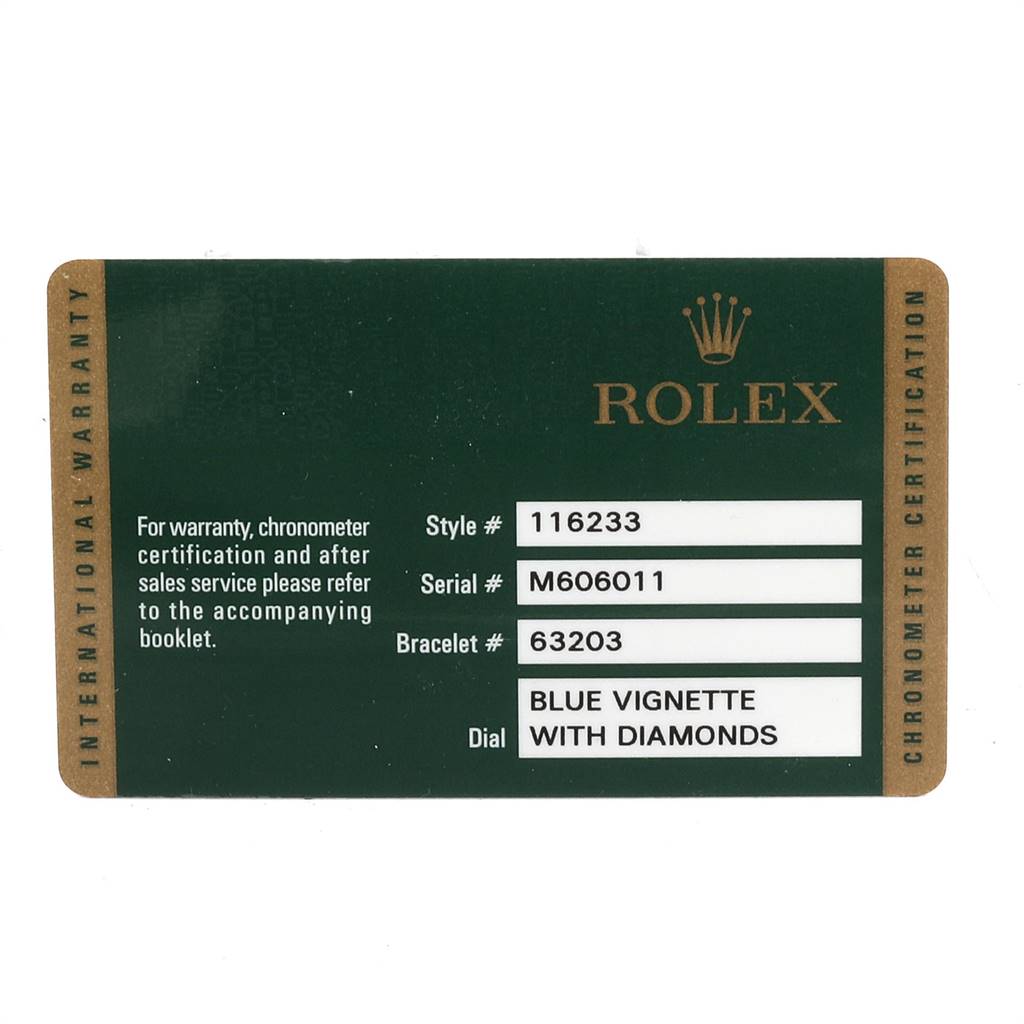 INTERNATIONAL WARRANTY
ROLEX
For warranty, chronometer
certification and after
sales service please refer
to the accompanying
booklet.
Style # 116233
Serial # M606011
Bracelet # 63203
Dial BLUE VIGNETTE
WITH DIAMONDS
CHRONOMETER CERTIFICATION